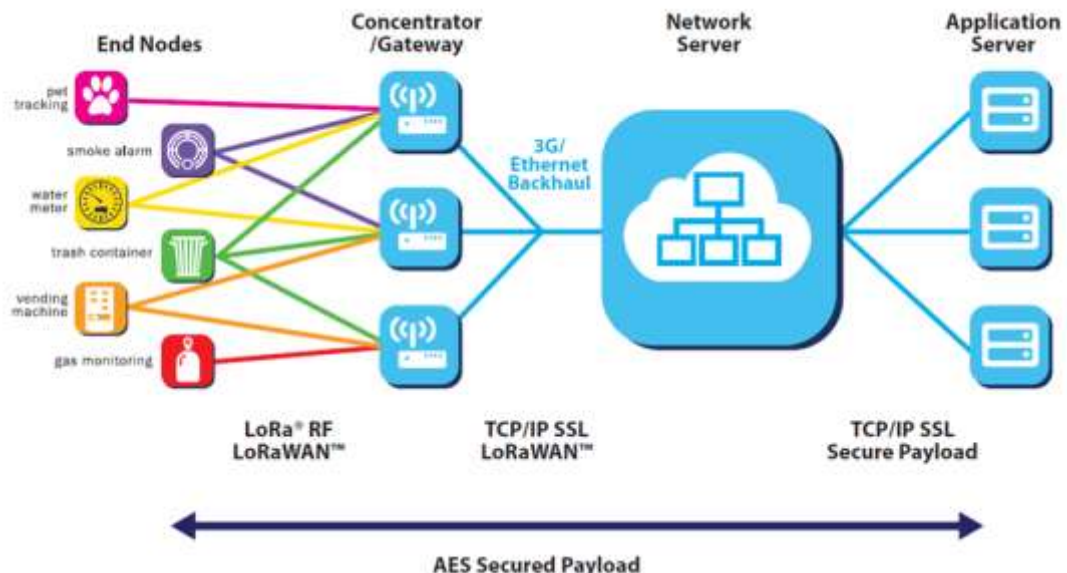 End Nodes
Concentrator
/Gateway
Network
Server
Application
Server
pet
tracking
smoke alarm
water
meter
trash container
vending
machine
gas monitoring
3G/
Ethernet
Backhaul
LoRa® RF
LoRaWAN™
TCP/IP SSL
LoRaWAN™
TCP/IP SSL
Secure Payload
AES Secured Payload